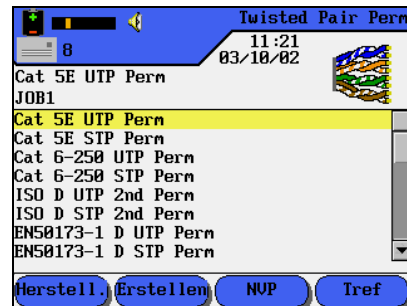 Twisted Pair Perm
8
11:21
03/10/02
Cat 5E UTP Perm
JOB1
Cat 5E UTP Perm
Cat 5E STP Perm
Cat 6-250 UTP Perm
Cat 6-250 STP Perm
ISO D UTP 2nd Perm
ISO D STP 2nd Perm
EN50173-1 D UTP Perm
EN50173-1 D STP Perm
Herstell. Erstellen NVP Tref